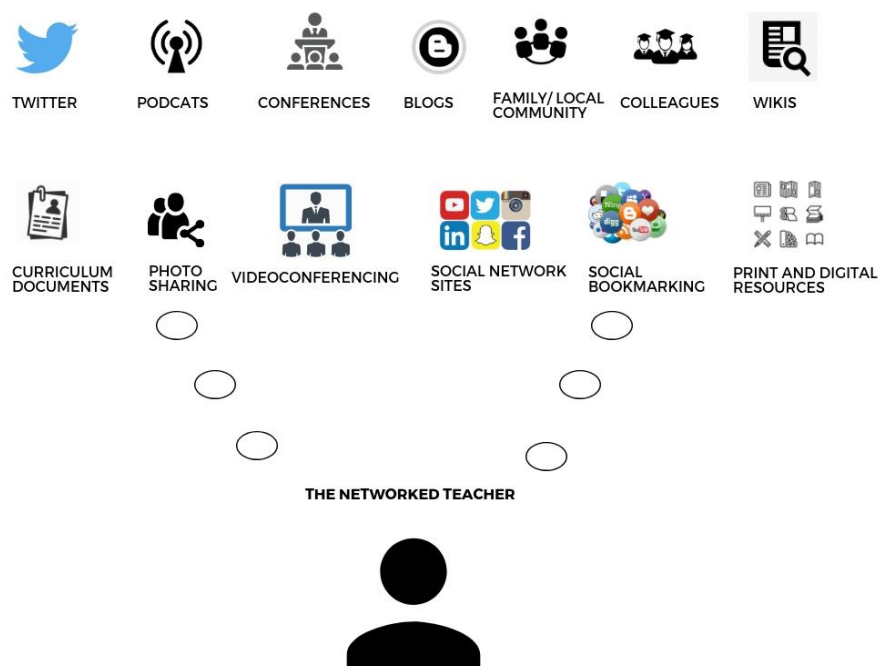 TWITTER
PODCATS
CONFERENCES
BLOGS
FAMILY/ LOCAL
COMMUNITY
COLLEAGUES
WIKIS
CURRICULUM
DOCUMENTS
PHOTO
SHARING
VIDEOCONFERENCING
SOCIAL NETWORK
SITES
SOCIAL
BOOKMARKING
PRINT AND DIGITAL
RESOURCES
THE NETWORKED TEACHER